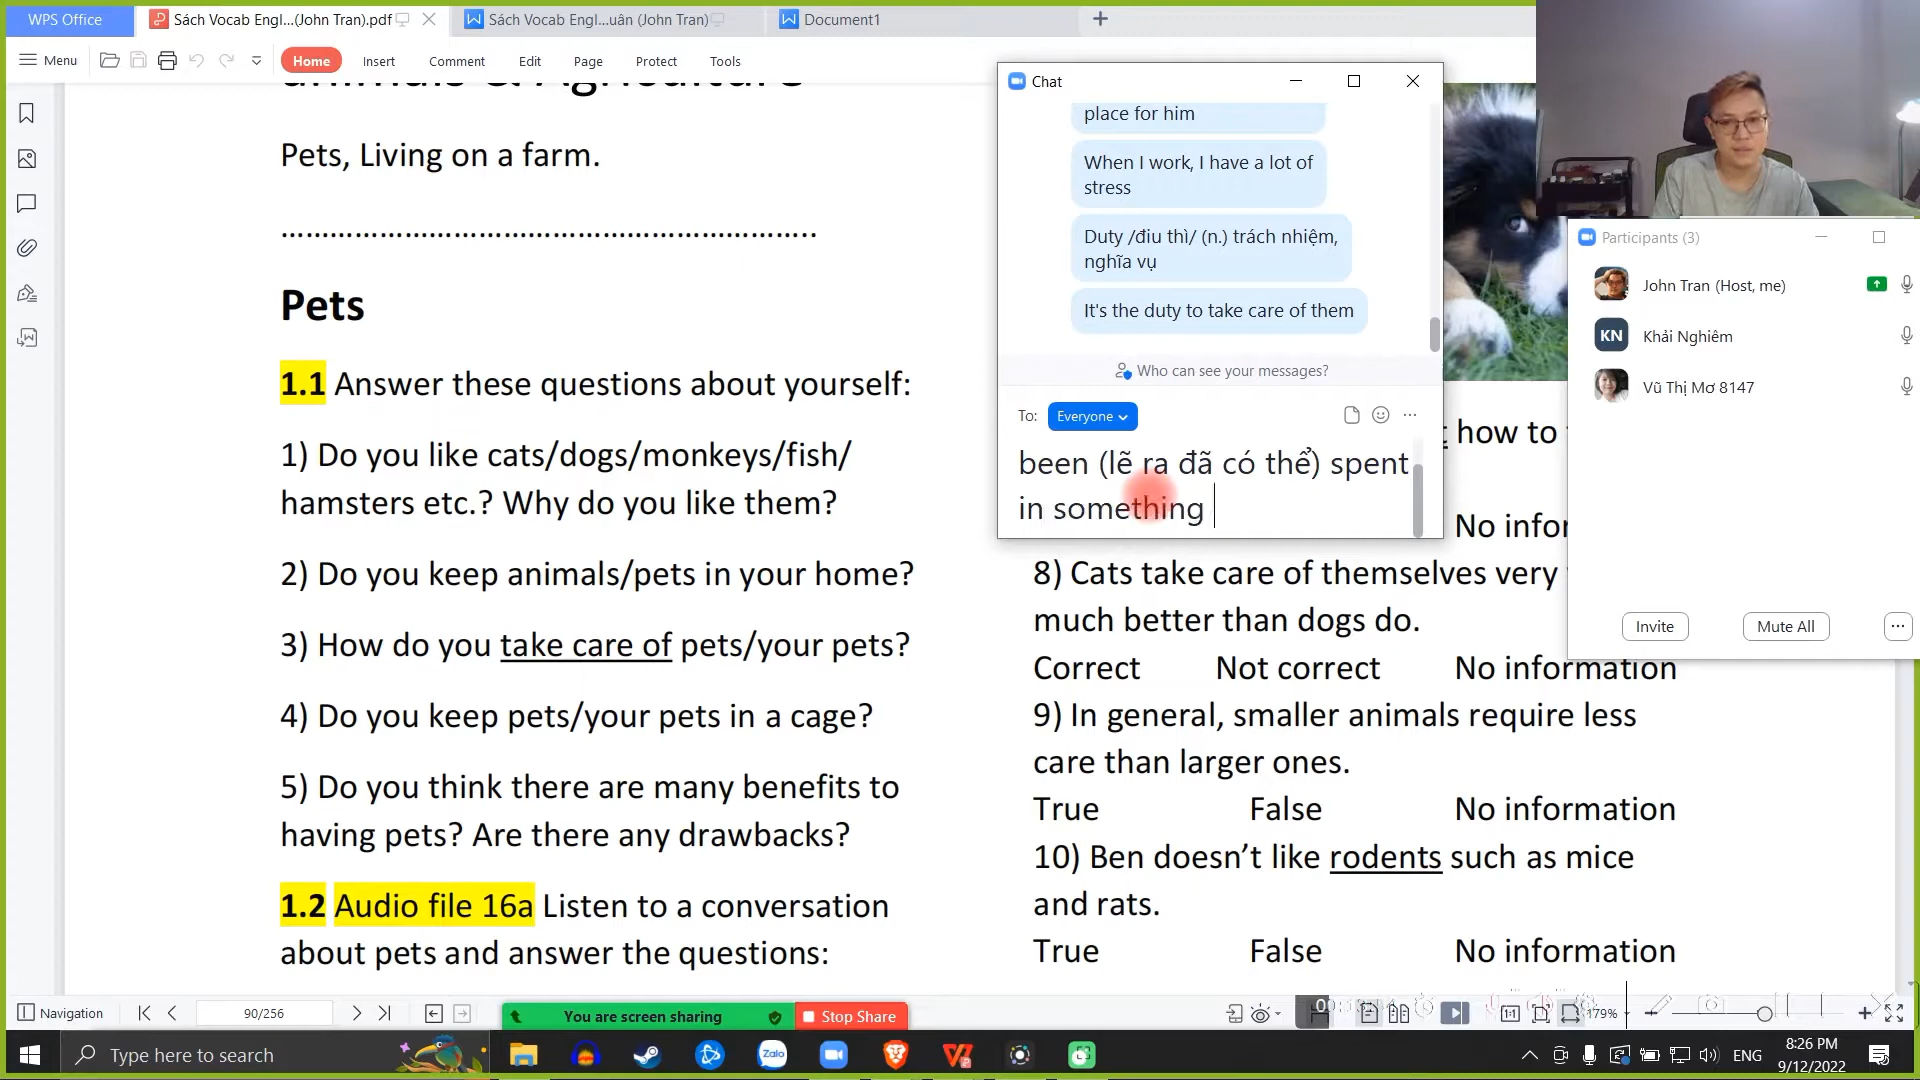 WPS Office
Sách Vocab Engl...(John Tran).pdf
Sách Vocab Engl...uân (John Tran)
Document1
Menu
Home
Insert
Comment
Edit
Page
Protect
Tools
Pets, Living on a farm.
Pets
1.1 Answer these questions about yourself:
1) Do you like cats/dogs/monkeys/fish/
hamsters etc.? Why do you like them?
2) Do you keep animals/pets in your home?
3) How do you take care of pets/your pets?
4) Do you keep pets/your pets in a cage?
5) Do you think there are many benefits to
having pets? Are there any drawbacks?
1.2 Audio file 16a Listen to a conversation
about pets and answer the questions:
Chat
place for him
When I work, I have a lot of
stress
Duty /điu thì/ (n.) trách nhiệm,
nghĩa vụ
It's the duty to take care of them
Who can see your messages?
To: Everyone
been (lẽ ra đã có thể) spent
in something
how to
No infor
8) Cats take care of themselves very
much better than dogs do.
Correct Not correct No information
9) In general, smaller animals require less
care than larger ones.
True False No information
10) Ben doesn't like rodents such as mice
and rats.
True False No information
Participants (3)
John Tran (Host, me)
KN Khải Nghiêm
Vũ Thị Mơ 8147
Invite
Mute All
Navigation
90/256
You are screen sharing
Stop Share
179%
Type here to search
Zalo
ENG
8:26 PM
9/12/2022